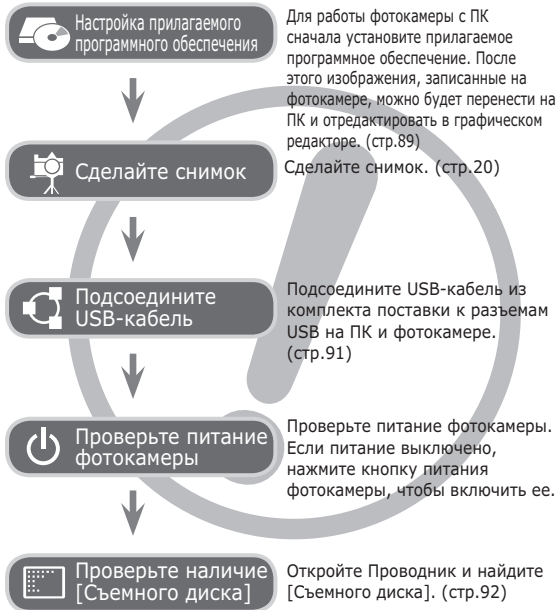 Настройка прилагаемого
программного обеспечения
Для работы фотокамеры с ПК
сначала установите прилагаемое
программное обеспечение. После
этого изображения, записанные на
фотокамере, можно будет перенести на
ПК и отредактировать в графическом
редакторе. (стр.89)
Сделайте снимок
Сделайте снимок. (стр.20)
Подсоедините
USB-кабель
Подсоедините USB-кабель из
комплекта поставки к разъемам
USB на ПК и фотокамере.
(стр.91)
Проверьте питание
фотокамеры
Проверьте питание фотокамеры.
Если питание выключено,
нажмите кнопку питания
фотокамеры, чтобы включить ее.
Проверьте наличие
[Съемного диска]
Откройте Проводник и найдите
[Съемного диска]. (стр.92)